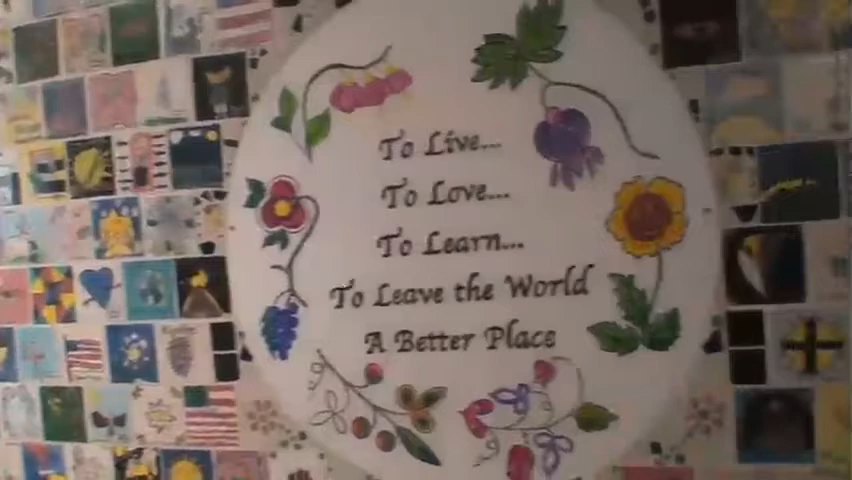 To Live...
To Love...
To Learn...
To Leave the World
A Better Place